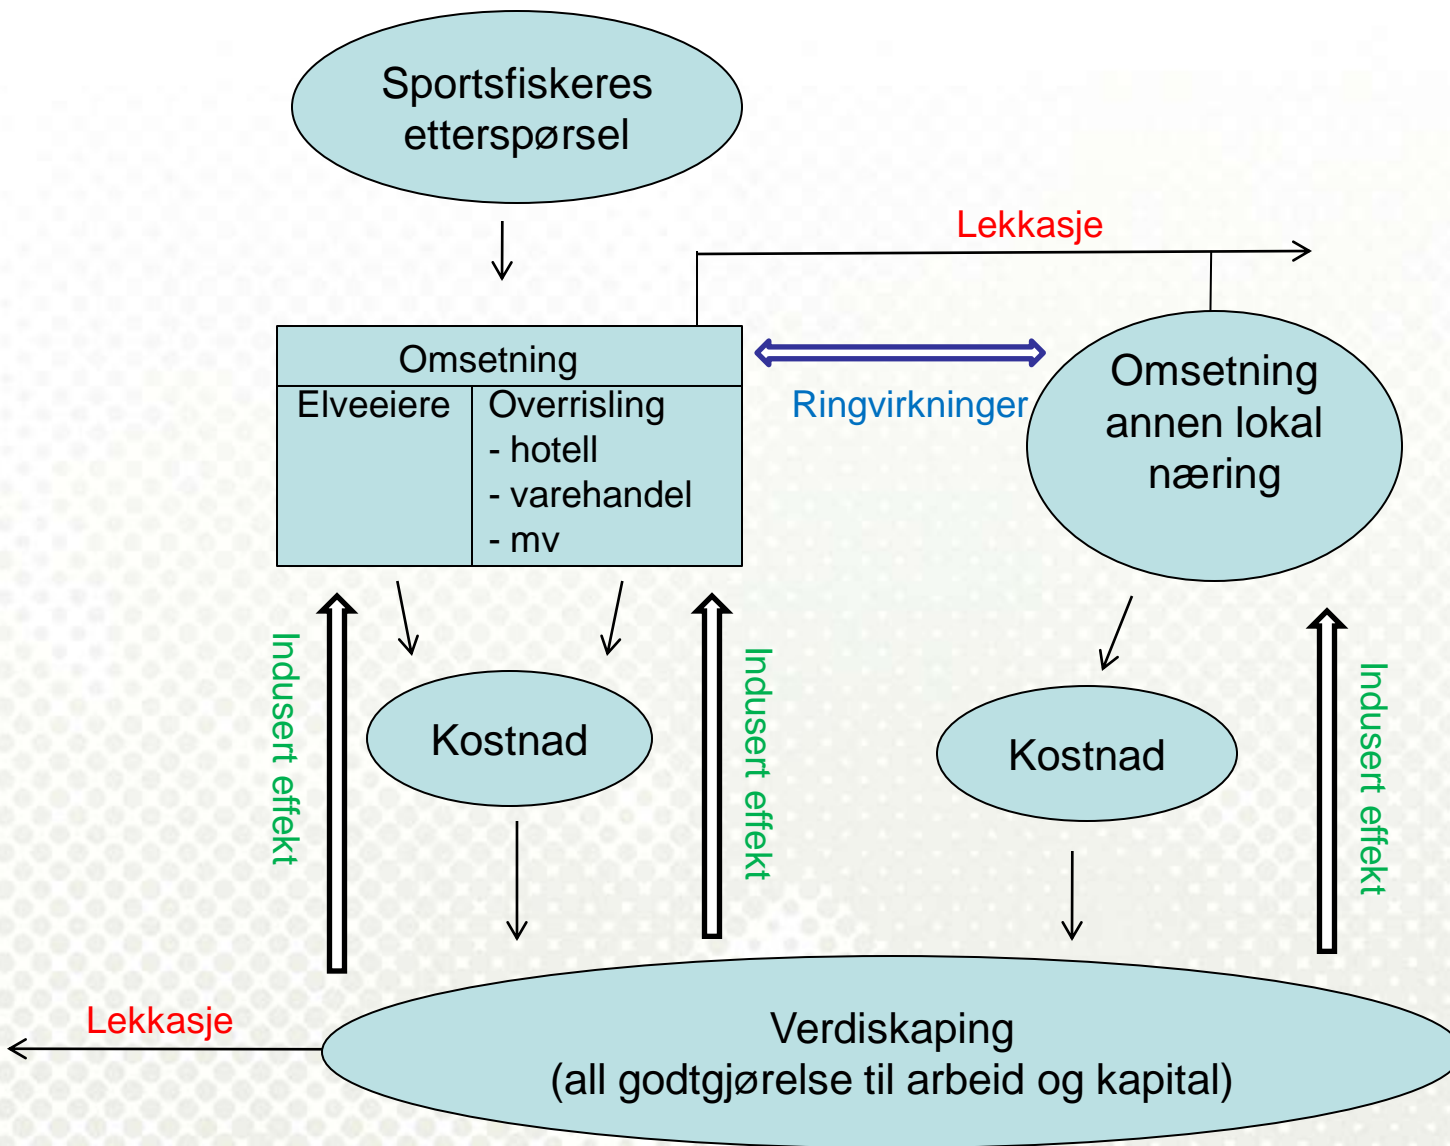 Sportsfiskeres
etterspørsel
Lekkasje
Omsetning
Elveeiere
Overrisling
- hotell
- varehandel
- mv
Ringvirkninger
Omsetning
annen lokal
næring
Indusert effekt
Kostnad
Indusert effekt
Kostnad
Indusert effekt
Lekkasje
Verdiskaping
(all godtgjørelse til arbeid og kapital)